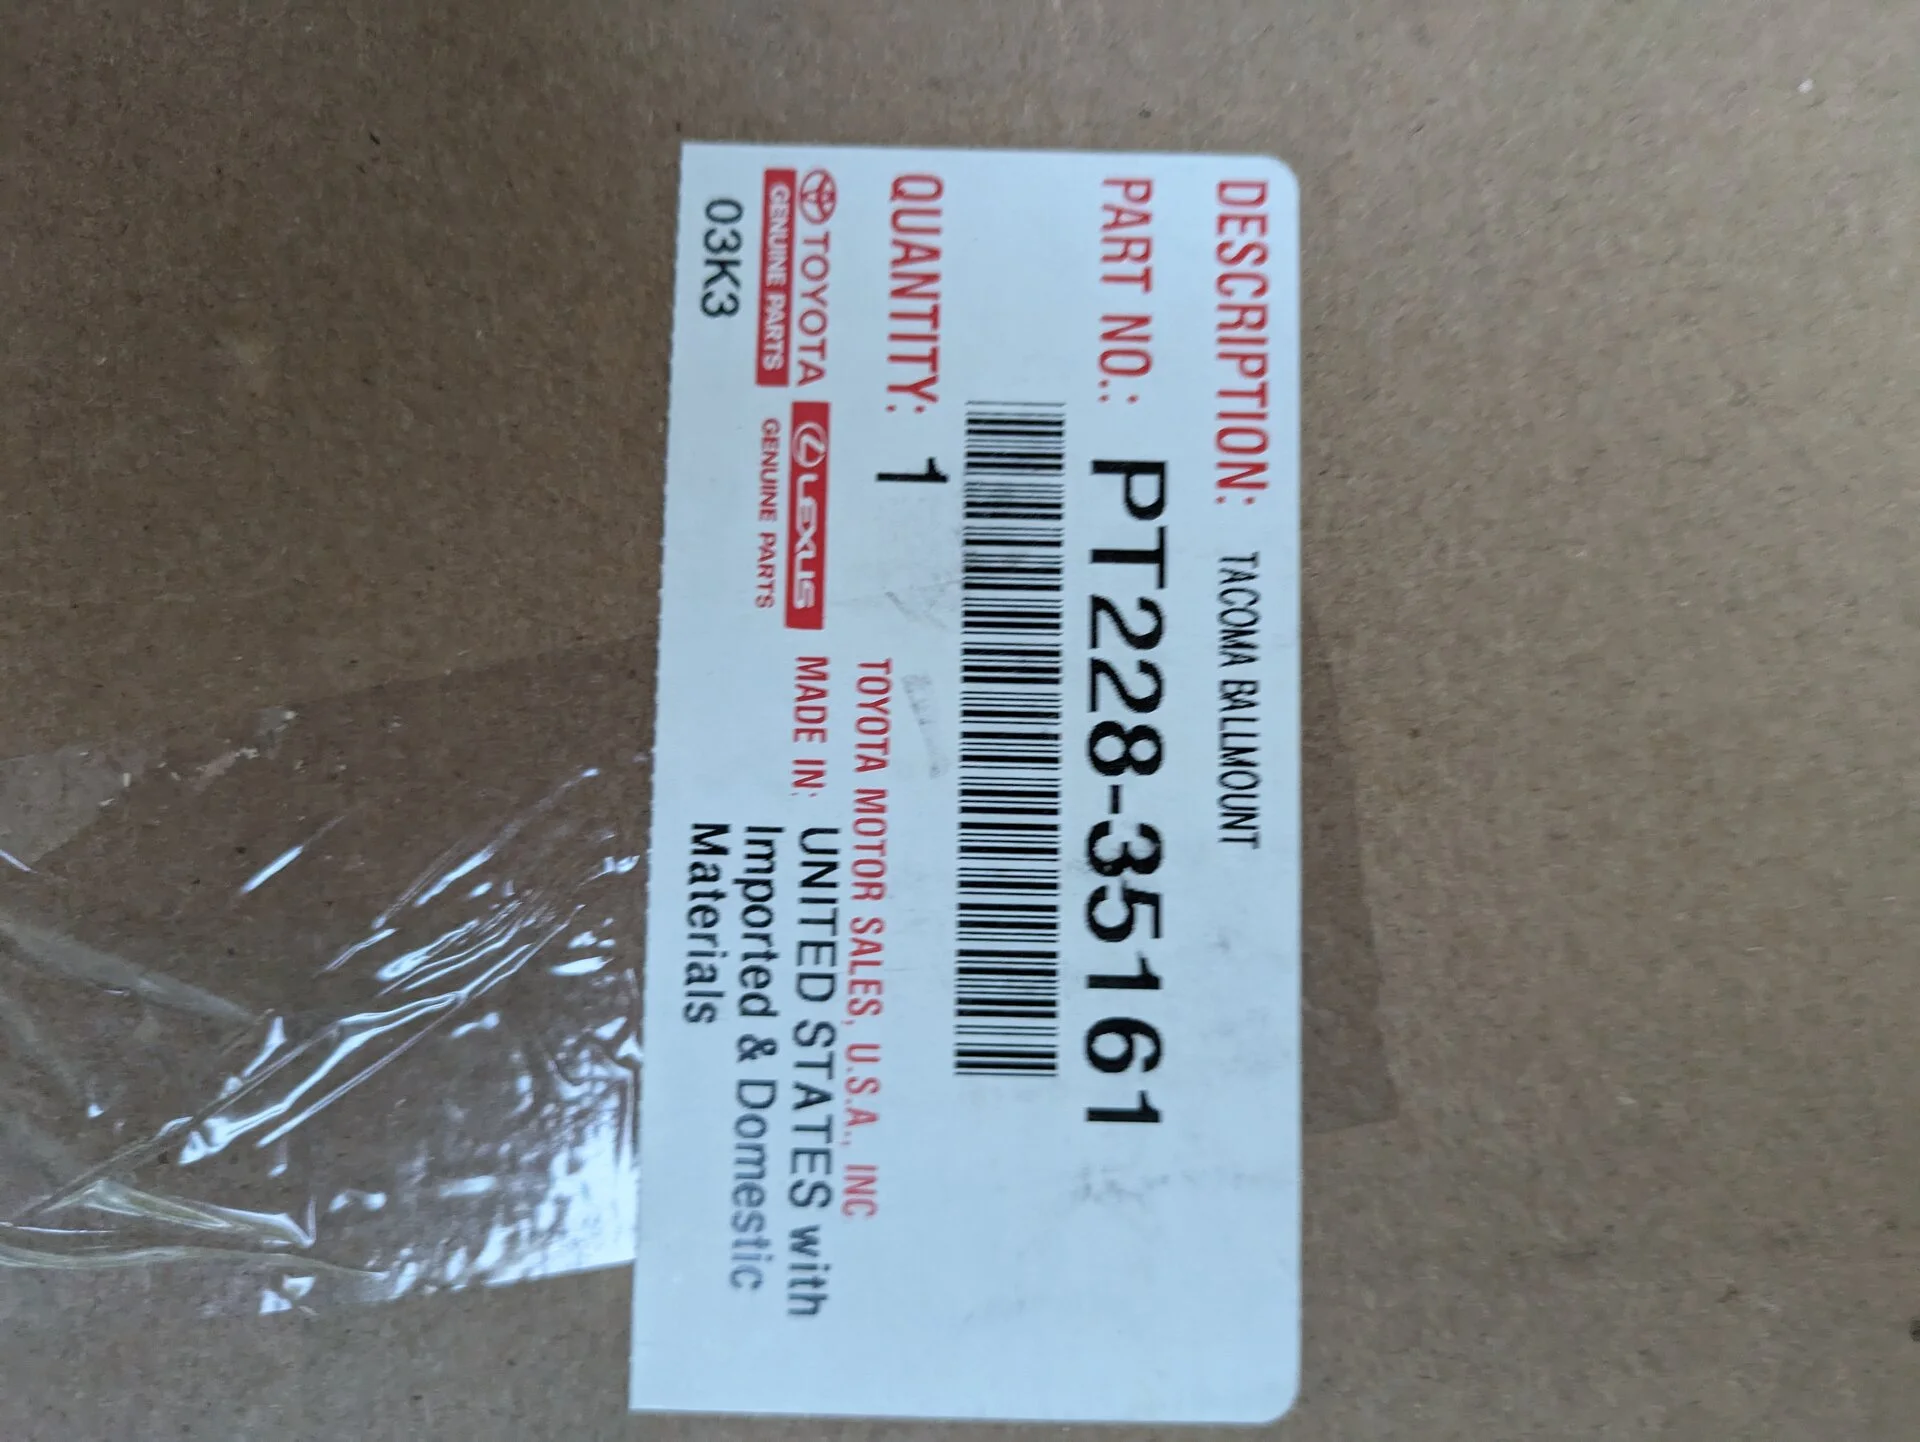 DESCRIPTION: TACOMA BALLMOUNT
PART NO.: PT228-35161
QUANTITY: 1
TOYOTA
GENUINE PARTS
LEXUS
GENUINE PARTS
TOYOTA MOTOR SALES, U.S.A., INC
MADE IN: UNITED STATES with
Imported & Domestic
Materials
03K3